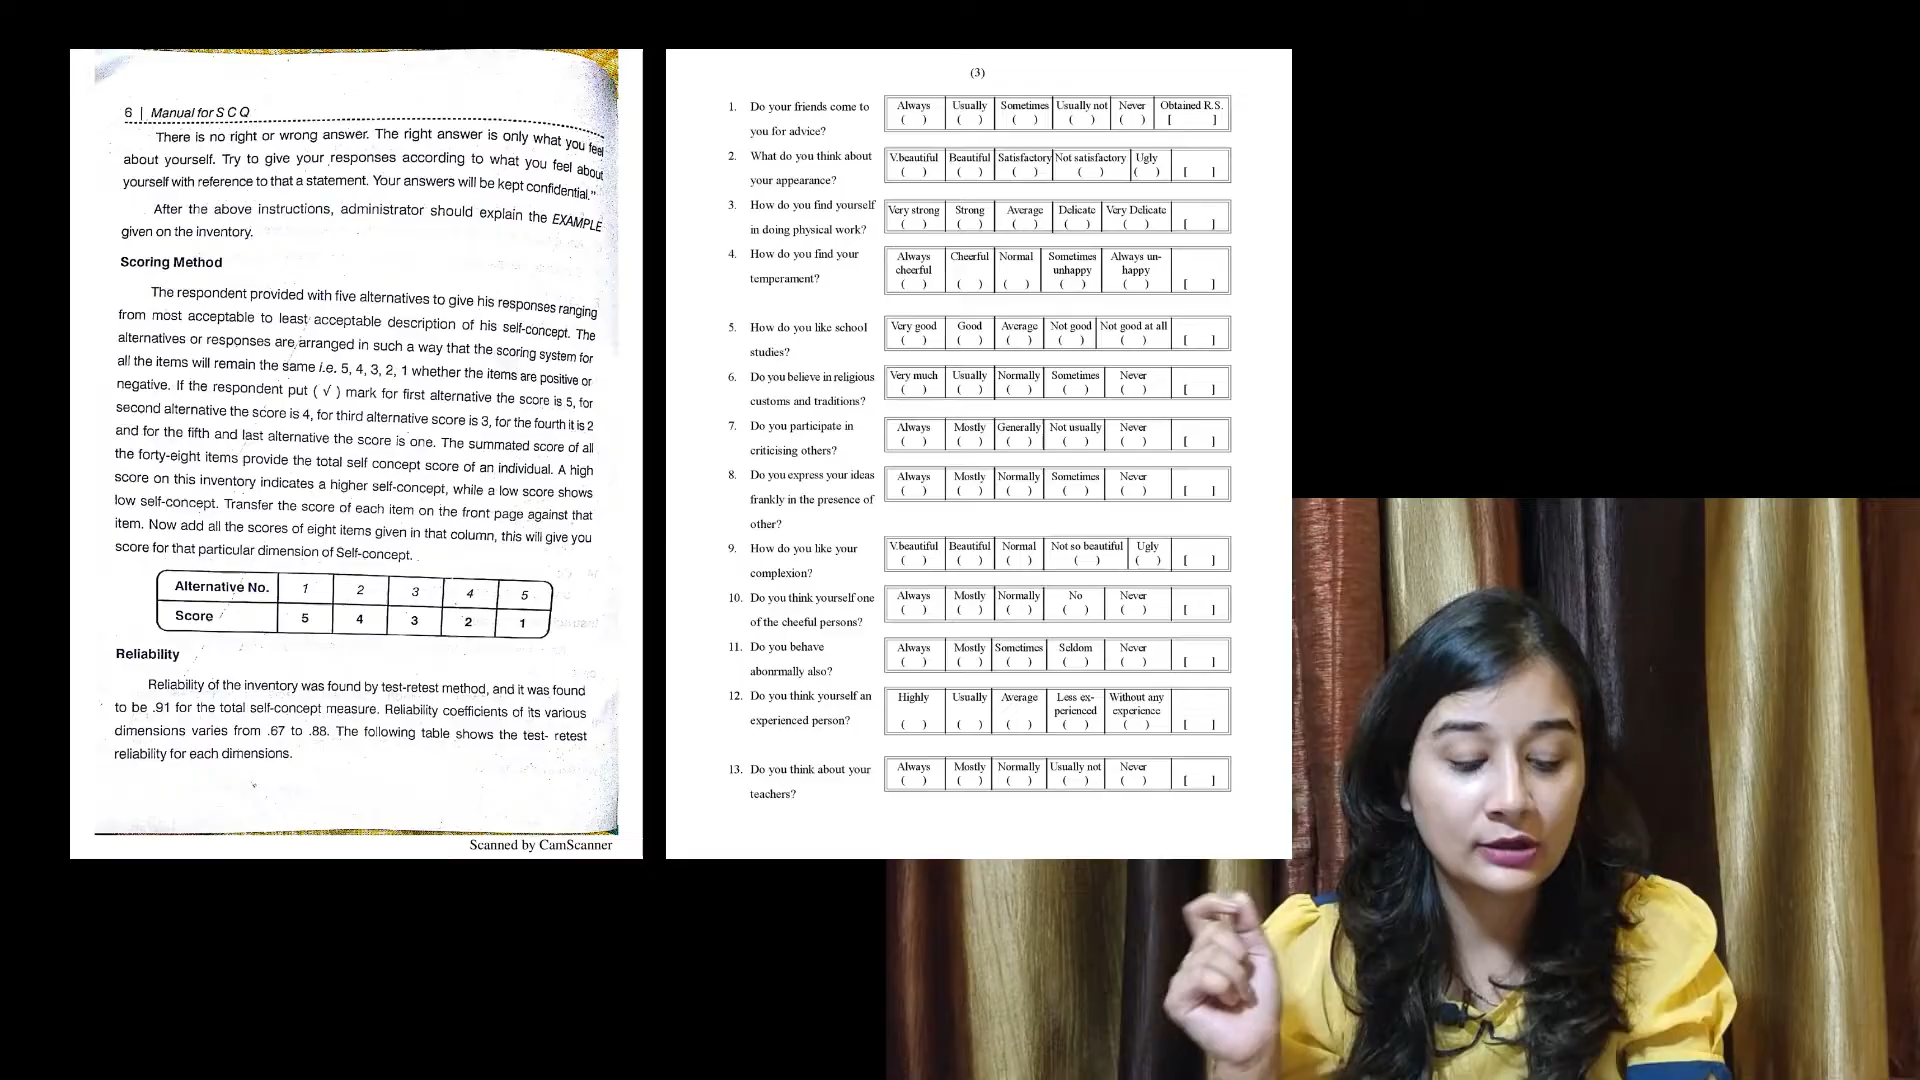 6 | Manual for S C Q
There is no right or wrong answer. The right answer is only what you feel
about yourself. Try to give your responses according to what you feel about
yourself with reference to that a statement. Your answers will be kept confidential."
After the above instructions, administrator should explain the EXAMPLE
given on the inventory.
Scoring Method
The respondent provided with five alternatives to give his responses ranging
from most acceptable to least acceptable description of his self-concept. The
alternatives or responses are arranged in such a way that the scoring system for
all the items will remain the same i.e. 5, 4, 3, 2, 1 whether the items are positive or
negative. If the respondent put ( √ ) mark for first alternative the score is 5, for
second alternative the score is 4, for third alternative score is 3, for the fourth it is 2
and for the fifth and last alternative the score is one. The summated score of all
the forty-eight items provide the total self concept score of an individual. A high
score on this inventory indicates a higher self-concept, while a low score shows
low self-concept. Transfer the score of each item on the front page against that
item. Now add all the scores of eight items given in that column, this will give you
score for that particular dimension of Self-concept.
Alternative No. 1 2 3 4 5
Score 5 4 3 2 1
Reliability
Reliability of the inventory was found by test-retest method, and it was found
to be .91 for the total self-concept measure. Reliability coefficients of its various
dimensions varies from .67 to .88. The following table shows the test- retest
reliability for each dimensions.
Scanned by CamScanner
(3)
1. Do your friends come to
you for advice?
Always Usually Sometimes Usually not Never Obtained R.S.
( ) ( ) ( ) ( ) ( ) [ ]
2. What do you think about
your appearance?
V.beautiful Beautiful Satisfactory Not satisfactory Ugly
( ) ( ) ( ) ( ) ( ) [ ]
3. How do you find yourself
in doing physical work?
Very strong Strong Average Delicate Very Delicate
( ) ( ) ( ) ( ) ( ) [ ]
4. How do you find your
temperament?
Always Cheerful Normal Sometimes Always un-
cheerful unhappy happy
( ) ( ) ( ) ( ) ( ) [ ]
5. How do you like school
studies?
Very good Good Average Not good Not good at all
( ) ( ) ( ) ( ) ( ) [ ]
6. Do you believe in religious
customs and traditions?
Very much Usually Normally Sometimes Never
( ) ( ) ( ) ( ) ( ) [ ]
7. Do you participate in
criticising others?
Always Mostly Generally Not usually Never
( ) ( ) ( ) ( ) ( ) [ ]
8. Do you express your ideas
frankly in the presence of
other?
Always Mostly Normally Sometimes Never
( ) ( ) ( ) ( ) ( ) [ ]
9. How do you like your
complexion?
V.beautiful Beautiful Normal Not so beautiful Ugly
( ) ( ) ( ) ( ) ( ) [ ]
10. Do you think yourself one
of the cheeful persons?
Always Mostly Normally No Never
( ) ( ) ( ) ( ) ( ) [ ]
11. Do you behave
abonrmally also?
Always Mostly Sometimes Seldom Never
( ) ( ) ( ) ( ) ( ) [ ]
12. Do you think yourself an
experienced person?
Highly Usually Average Less ex- Without any
perienced experience
( ) ( ) ( ) ( ) ( ) [ ]
13. Do you think about your
teachers?
Always Mostly Normally Usually not Never
( ) ( ) ( ) ( ) ( ) [ ]